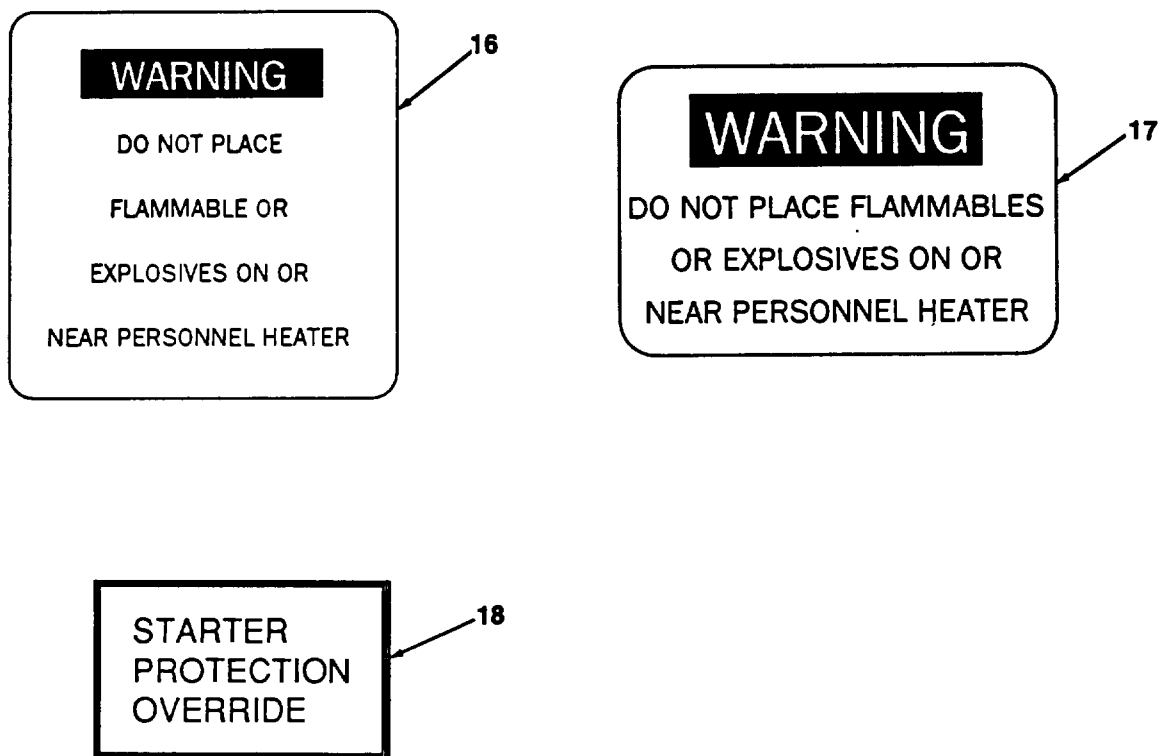 16
WARNING
DO NOT PLACE
FLAMMABLE OR
EXPLOSIVES ON OR
NEAR PERSONNEL HEATER
17
WARNING
DO NOT PLACE FLAMMABLES
OR EXPLOSIVES ON OR
NEAR PERSONNEL HEATER
18
STARTER
PROTECTION
OVERRIDE